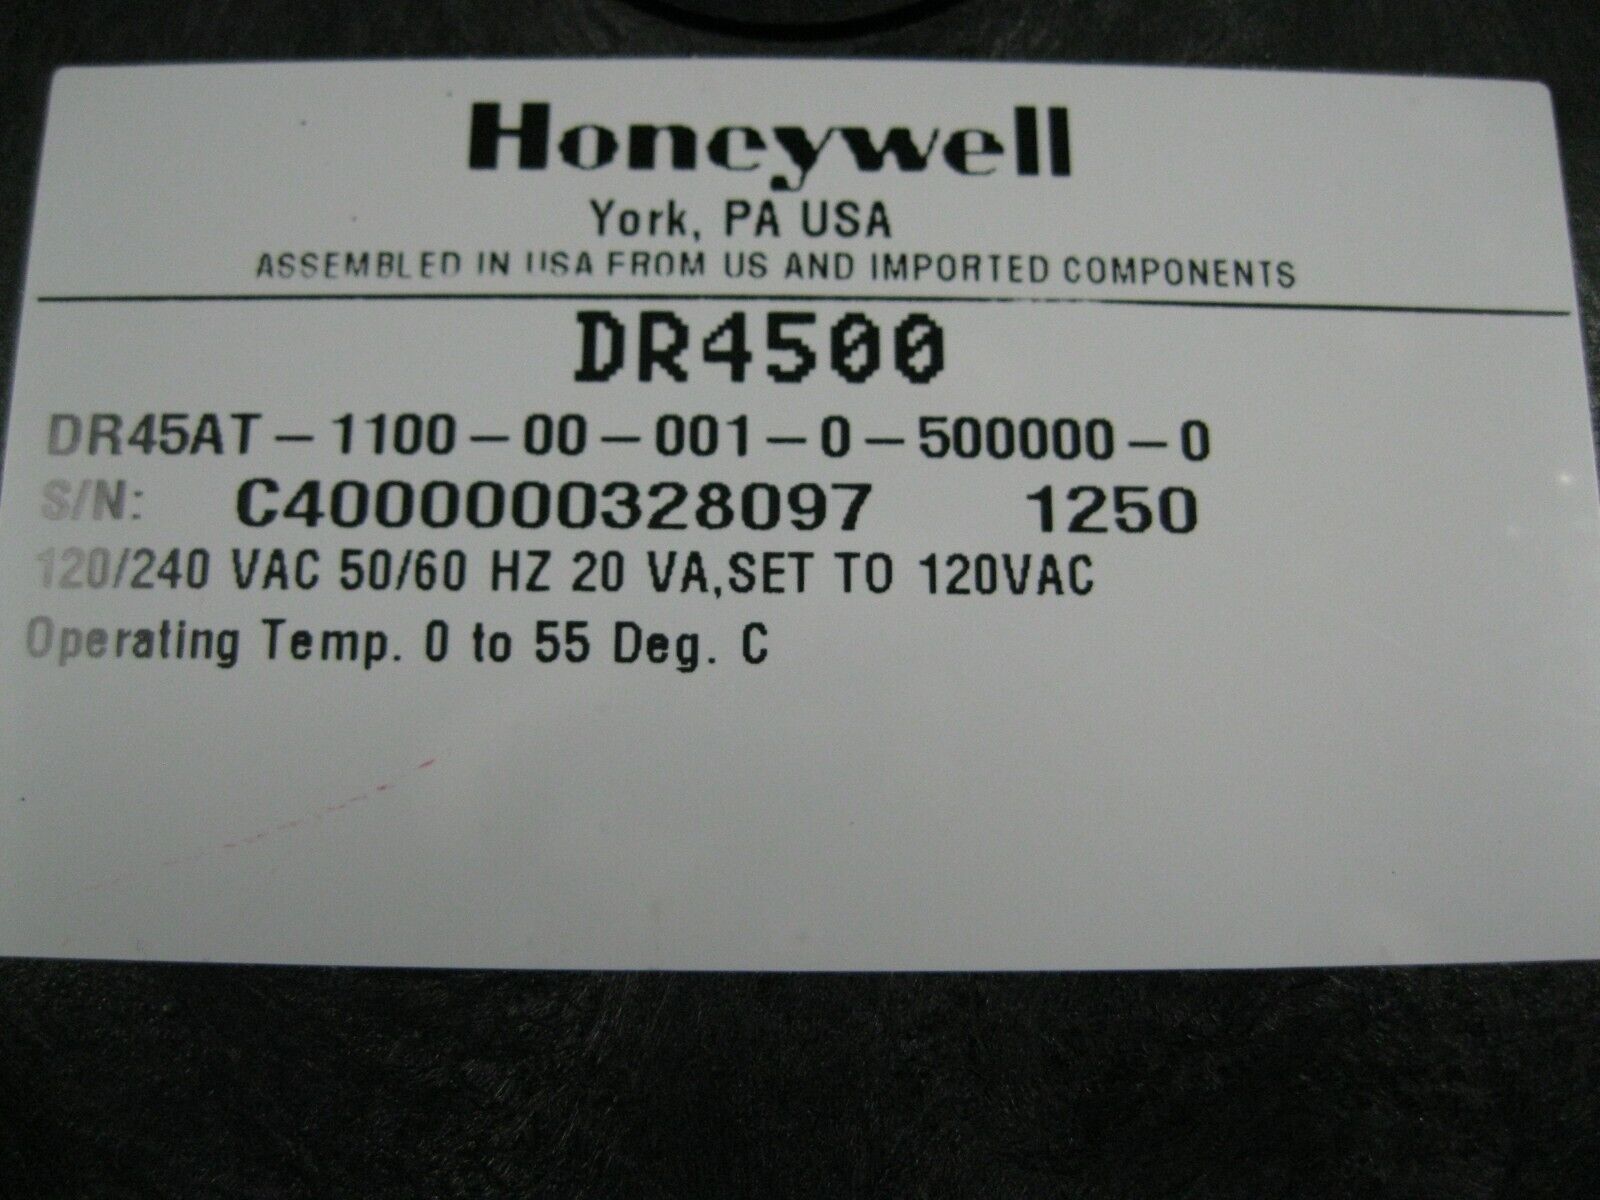 Honeywell
York, PA USA
ASSEMBLED IN USA FROM US AND IMPORTED COMPONENTS
DR4500
DR45AT-1100-00-001-0-500000-0
S/N: C4000000328097 1250
120/240 VAC 50/60 HZ 20 VA,SET TO 120VAC
Operating Temp. 0 to 55 Deg. C